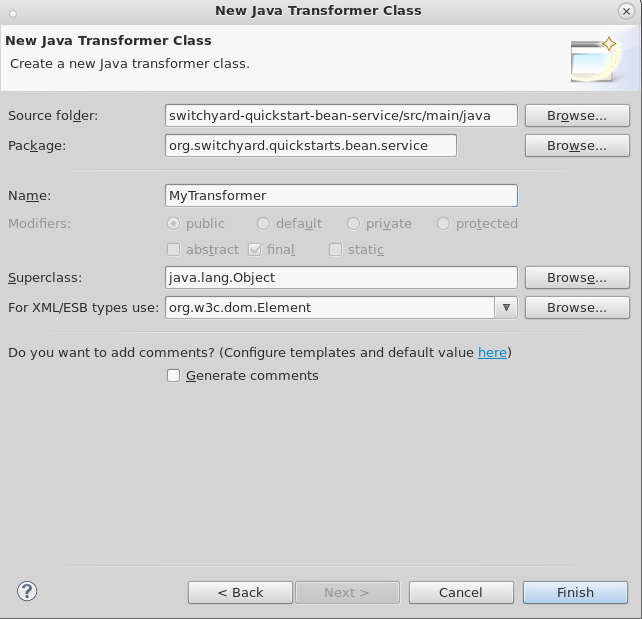 New Java Transformer Class
New Java Transformer Class
Create a new Java transformer class.
Source folder: switchyard-quickstart-bean-service/src/main/java Browse...
Package: org.switchyard.quickstarts.bean.service Browse...
Name: MyTransformer
Modifiers: public default private protected
abstract final static
Superclass: java.lang.Object Browse...
For XML/ESB types use: org.w3c.dom.Element Browse...
Do you want to add comments? (Configure templates and default value here)
Generate comments
? < Back Next > Cancel Finish